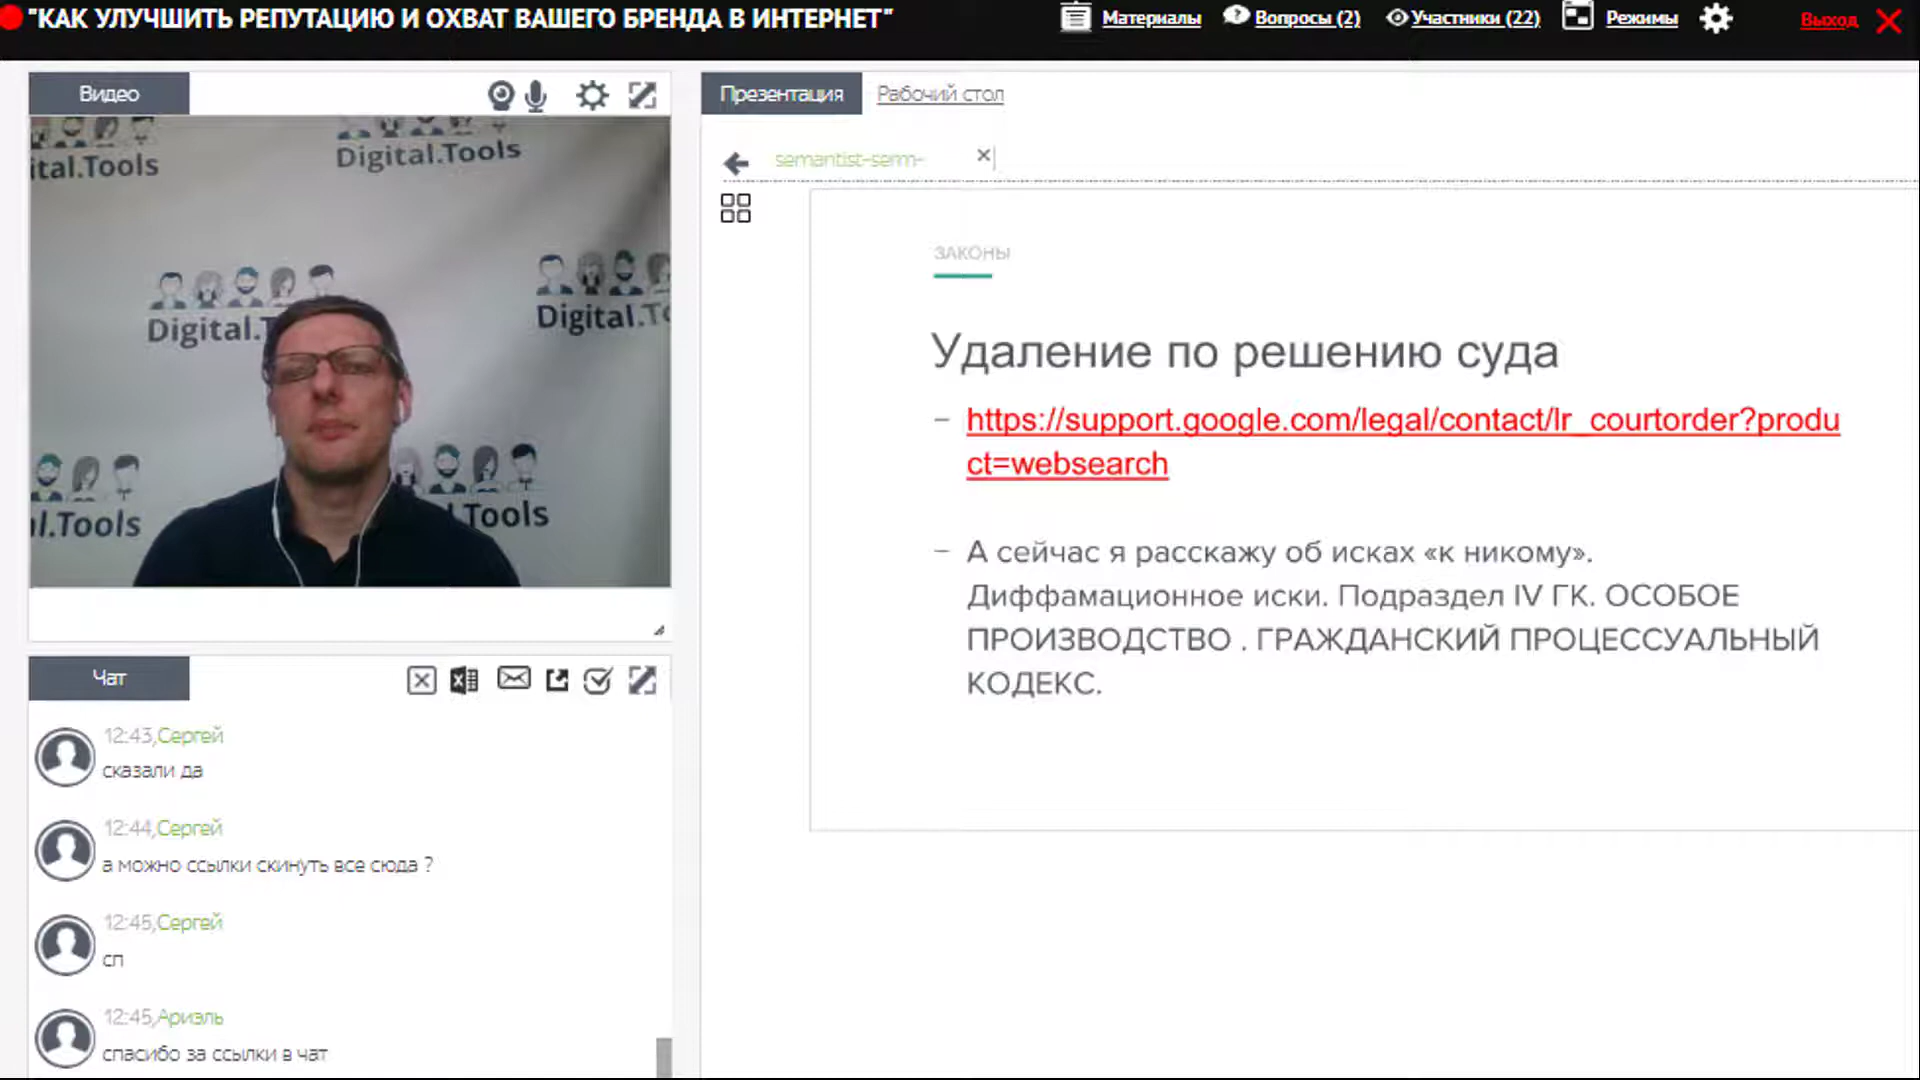 "КАК УЛУЧШИТЬ РЕПУТАЦИЮ И ОХВАТ ВАШЕГО БРЕНДА В ИНТЕРНЕТ"
Материалы
Вопросы (2)
Участники (22)
Режимы
Выход
Видео
ital.Tools
Digital.Tools
Digital.T
Digital.To
al.Tools
.Tools
Чат
12:43,Сергей
сказали да
12:44,Сергей
а можно ссылки скинуть все сюда ?
12:45,Сергей
сп
12:45,Ариэль
спасибо за ссылки в чат
Презентация
Рабочий стол
semantist-serm-
ЗАКОНЫ
Удаление по решению суда
– https://support.google.com/legal/contact/lr_courtorder?produ
ct=websearch
– А сейчас я расскажу об исках «к никому».
Диффамационное иски. Подраздел IV ГК. ОСОБОЕ
ПРОИЗВОДСТВО . ГРАЖДАНСКИЙ ПРОЦЕССУАЛЬНЫЙ
КОДЕКС.